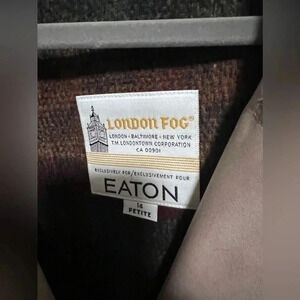 LONDON FOG®
LONDON • BALTIMORE • NEW YORK
T.M. LONDONTOWN CORPORATION
CA 00901
EXCLUSIVELY FOR/EXCLUSIVEMENT POUR
EATON
14
PETITE